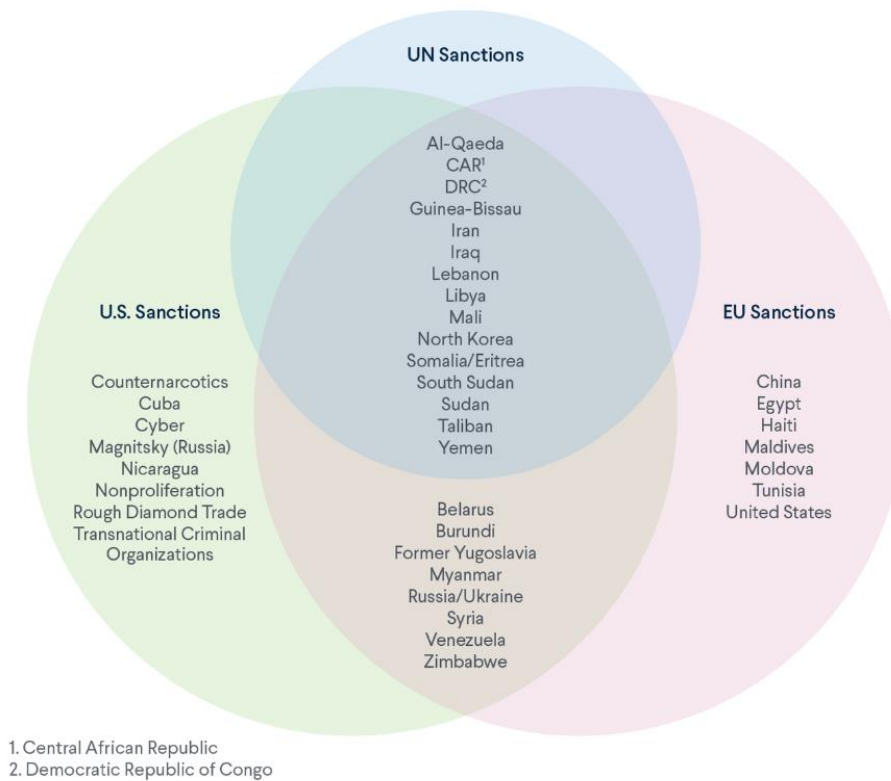 UN Sanctions
Al-Qaeda
CAR¹
DRC²
Guinea-Bissau
Iran
Iraq
Lebanon
Libya
Mali
North Korea
Somalia/Eritrea
South Sudan
Sudan
Taliban
Yemen
U.S. Sanctions
Counternarcotics
Cuba
Cyber
Magnitsky (Russia)
Nicaragua
Nonproliferation
Rough Diamond Trade
Transnational Criminal
Organizations
EU Sanctions
China
Egypt
Haiti
Maldives
Moldova
Tunisia
United States
Belarus
Burundi
Former Yugoslavia
Myanmar
Russia/Ukraine
Syria
Venezuela
Zimbabwe
1. Central African Republic
2. Democratic Republic of Congo